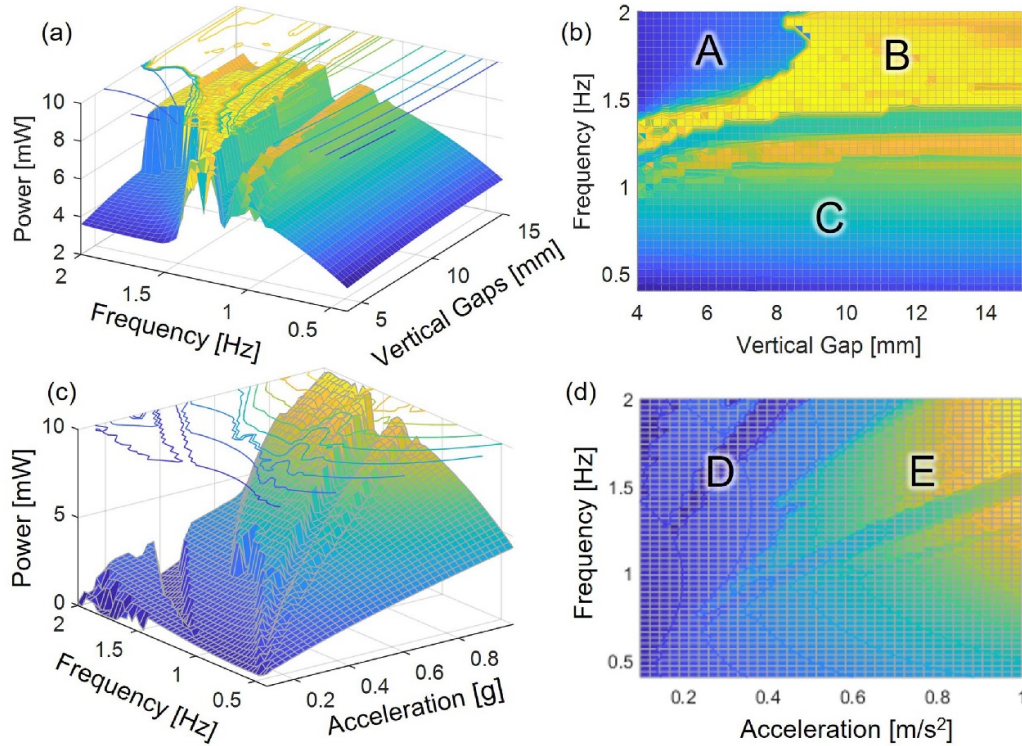 (a)
10
8
6
4
2
Power [mW]
2
1.5
1
0.5
Frequency [Hz]
5
10
15
Vertical Gaps [mm]
(b)
2
1.5
1
0.5
Frequency [Hz]
A
B
C
4 6 8 10 12 14
Vertical Gap [mm]
(c)
10
5
0
Power [mW]
2
1.5
1
0.5
Frequency [Hz]
0.2
0.4
0.6
0.8
Acceleration [g]
(d)
2
1.5
1
0.5
Frequency [Hz]
D
E
0.2 0.4 0.6 0.8 1
Acceleration [m/s²]